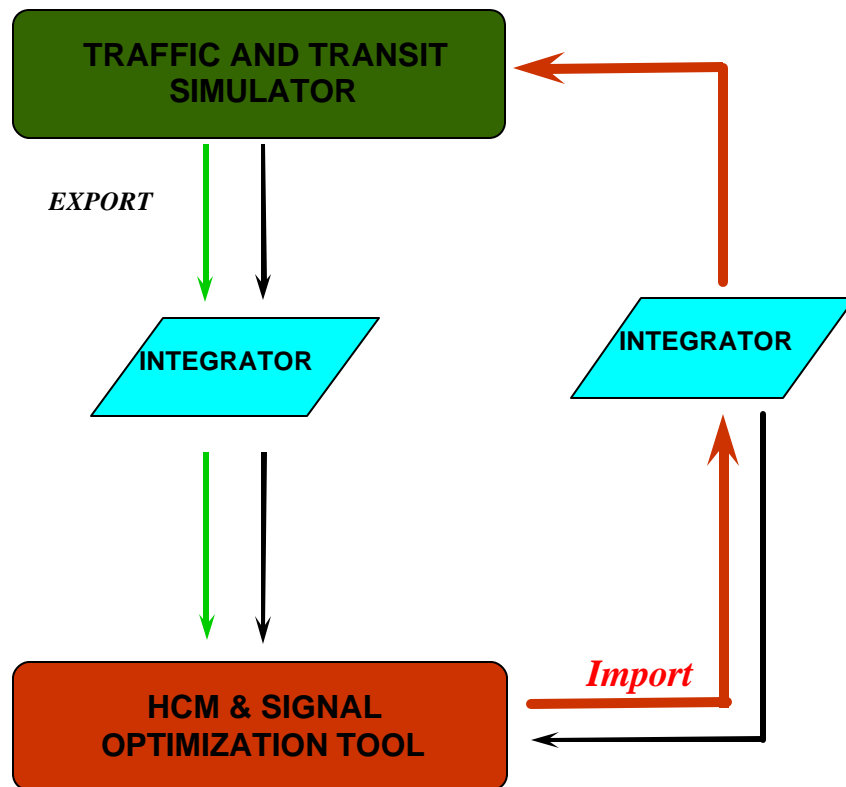 TRAFFIC AND TRANSIT
SIMULATOR
EXPORT
INTEGRATOR
INTEGRATOR
Import
HCM & SIGNAL
OPTIMIZATION TOOL